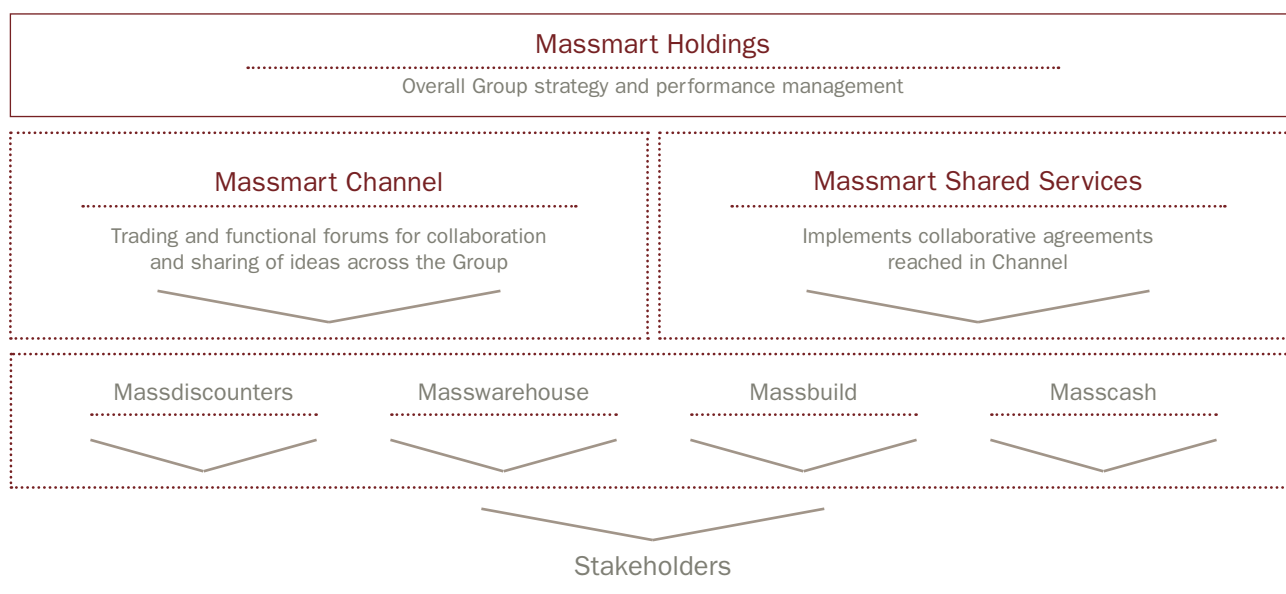 Massmart Holdings
Overall Group strategy and performance management
Massmart Channel
Trading and functional forums for collaboration
and sharing of ideas across the Group
Massmart Shared Services
Implements collaborative agreements
reached in Channel
Massdiscounters
Masswarehouse
Massbuild
Masscash
Stakeholders